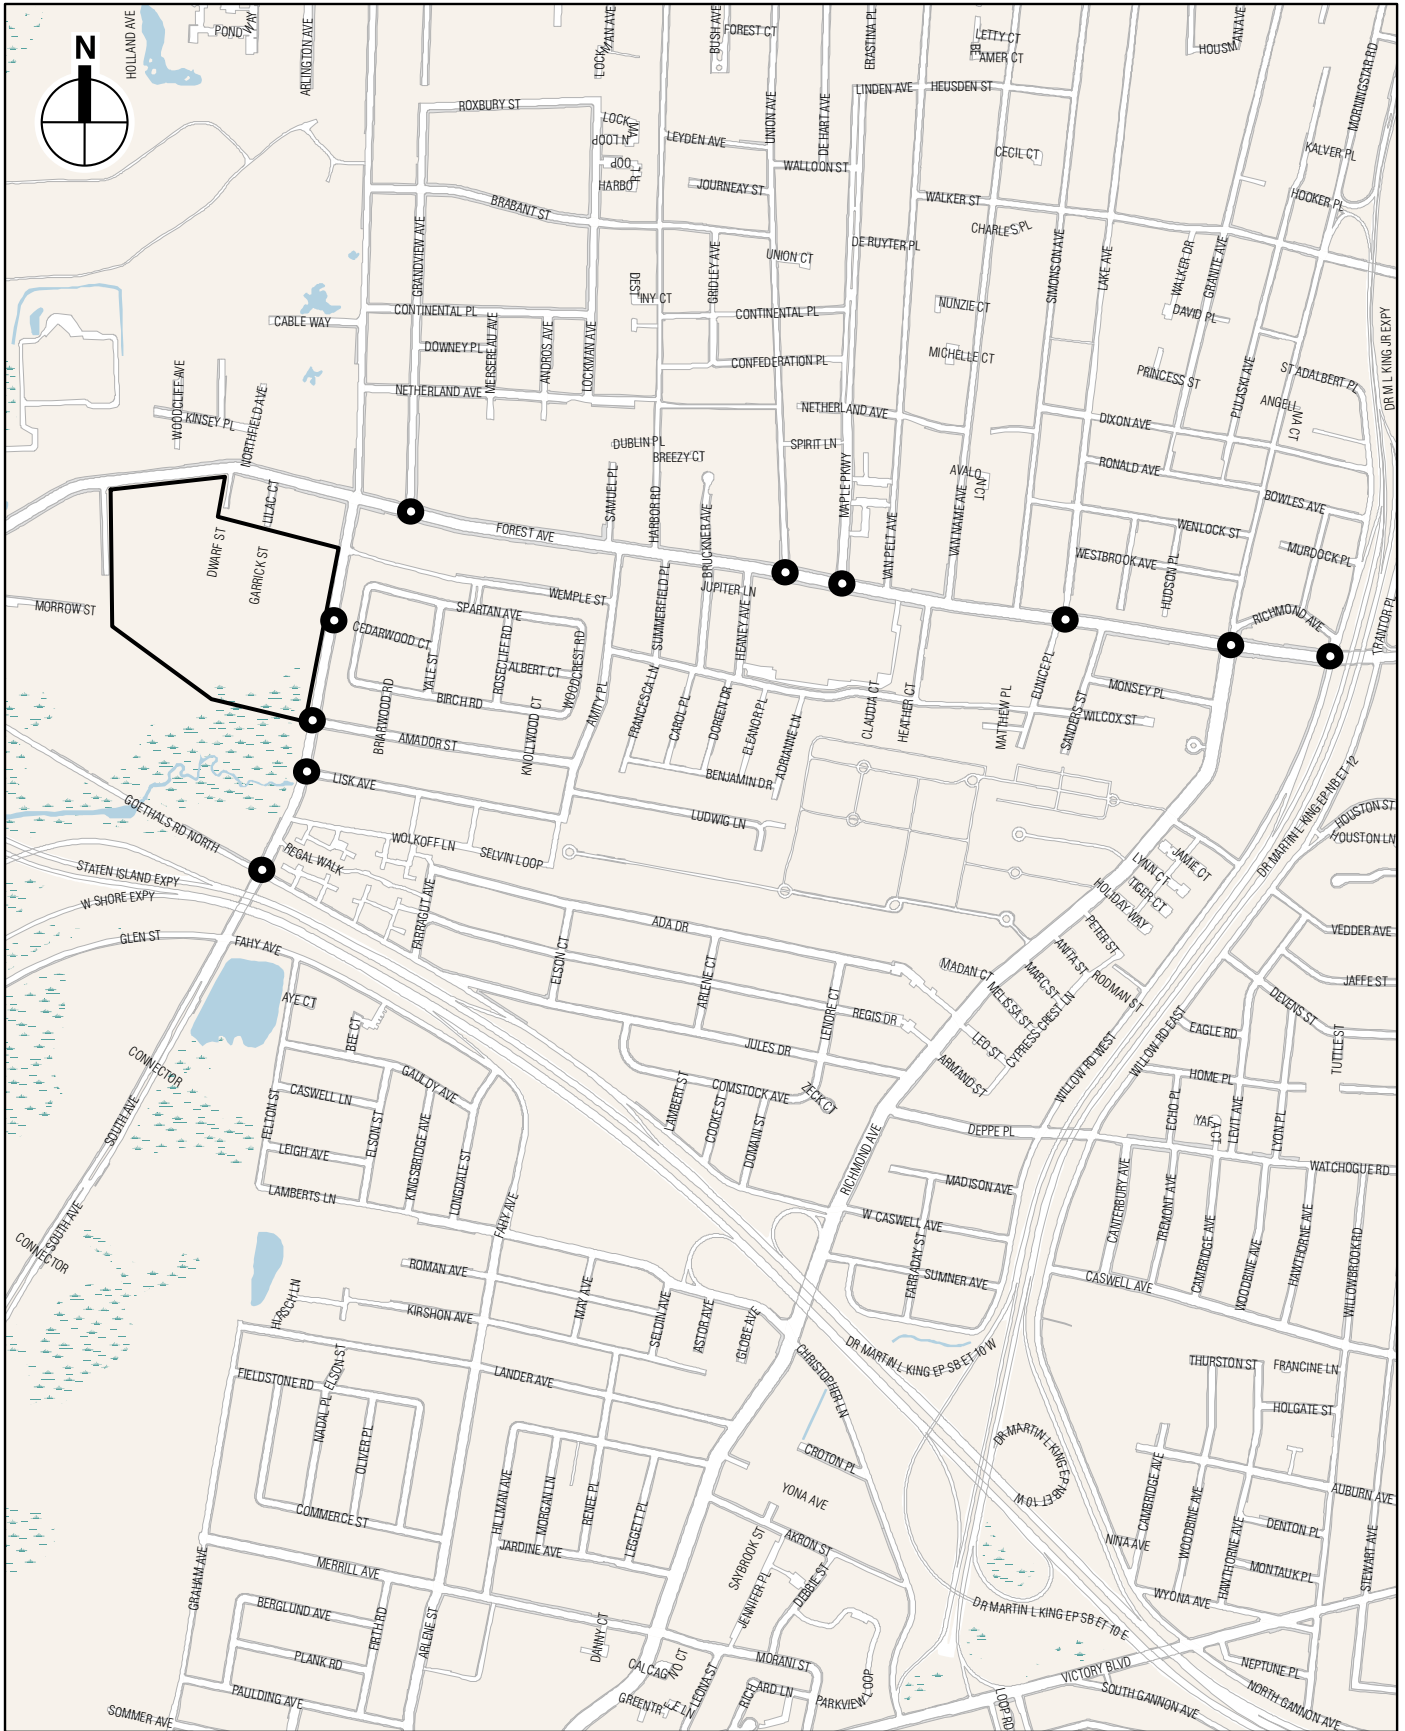 HOLLAND AVE
POND WAY
ARLINGTON AVE
LOCKMAN AVE
BUSH AVE
FOREST CT
ERASTINA PL
LETTY CT
AMER CT
HOUSMAN AVE
MORNINGSTAR RD
N
ROXBURY ST
UNION AVE
DE HART AVE
LINDEN AVE
HEUSDEN ST
LOCKMAN LOOP
LEYDEN AVE
WALLOON ST
CECIL CT
KALVER PL
HARBOR LOOP
JOURNEAY ST
WALKER ST
HOOKER PL
BRABANT ST
GRANDVIEW AVE
GRIDLEY AVE
UNION CT
DE RUYTER PL
CHARLES PL
SIMONSON AVE
LAKE AVE
WALKER DR
GRANITE AVE
DESTINY CT
NUNZIE CT
DAVID PL
CABLE WAY
CONTINENTAL PL
CONTINENTAL PL
DR M L KING JR EXPY
DOWNEY PL
MERSEREAU AVE
ANDROS AVE
LOCKMAN AVE
CONFEDERATION PL
MICHELLE CT
PRINCESS ST
PULASKI AVE
ST ADALBERT PL
WOODCLIFF AVE
KINSEY PL
NORTHFIELD AVE
NETHERLAND AVE
NETHERLAND AVE
DIXON AVE
ANGELINA CT
DUBLIN PL
BREEZY CT
SPIRIT LN
MAPLE PKWY
AVALON CT
RONALD AVE
BOWLES AVE
LILAC CT
SAMUEL PL
HARBOR RD
BRUCKNER AVE
VAN PELT AVE
VAN NAME AVE
WENLOCK ST
FOREST AVE
DWARF ST
GARRICK ST
WESTBROOK AVE
HUDSON PL
MURDOCK PL
MORROW ST
WEMPLE ST
SPARTAN AVE
SUMMERFIELD PL
JUPITER LN
HEANEY AVE
RICHMOND AVE
TRANTOR PL
CEDARWOOD CT
YALE ST
ROSECLIFF RD
ALBERT CT
WOODCREST RD
BRIARWOOD RD
BIRCH RD
KNOLLWOOD CT
AMITY PL
FRANCESCA LN
CAROL PL
DOREEN DR
ELEANOR PL
ADRIANNE LN
CLAUDIA CT
HEATHER CT
MATTHEW PL
EUNICE PL
SANDERS ST
MONSEY PL
WILCOX ST
AMADOR ST
LISK AVE
BENJAMIN DR
LUDWIG LN
GOETHALS RD NORTH
REGAL WALK
WOLKOFF LN
SELVIN LOOP
STATEN ISLAND EXPY
W SHORE EXPY
FARRAGUT AVE
DR MARTIN L KING EP NB ET 12
HOUSTON ST
HOUSTON LN
LYNN CT
JAMIE CT
TIGER CT
HOLIDAY WAY
GLEN ST
FAHY AVE
ADA DR
ELSON CT
ARLENE CT
PETER ST
ANITA ST
MARC ST
RODMAN ST
MADAN CT
MELISSA ST
CYPRESS CREST LN
VEDDER AVE
JAFFE ST
DEVENS ST
AYE CT
BEE CT
REGIS DR
LENORE CT
LEO ST
ARMAND ST
WILLOW RD WEST
WILLOW RD EAST
EAGLE RD
TUTTLE ST
CONNECTOR
JULES DR
CASWELL LN
GAULDY AVE
LAMBERT ST
COMSTOCK AVE
ZECK CT
HOME PL
SOUTH AVE
FELTON ST
ELSON ST
KINGSBRIDGE AVE
LONGDALE ST
COOKE ST
DOMAIN ST
DEPPE PL
ECHO PL
YAFFA CT
LEVIT AVE
LYON PL
LEIGH AVE
LAMBERTS LN
RICHMOND AVE
WATCHOGUE RD
MADISON AVE
CANTERBURY AVE
TREMONT AVE
CAMBRIDGE AVE
WOODBINE AVE
HAWTHORNE AVE
WILLOWBROOK RD
SOUTH AVE
CONNECTOR
FAHY AVE
W CASWELL AVE
FARRADAY ST
SUMNER AVE
CASWELL AVE
ROMAN AVE
HIRSCH LN
KIRSHON AVE
MAY AVE
SELDIN AVE
ASTOR AVE
GLOBE AVE
DR MARTIN L KING EP SB ET 10 W
CHRISTOPHER LN
THURSTON ST
FRANCINE LN
FIELDSTONE RD
ELSON ST
NADAL PL
LANDER AVE
HOLGATE ST
OLIVER PL
CROTON PL
DR MARTIN L KING EP NB ET 10 W
YONA AVE
AUBURN AVE
HILLMAN AVE
MORGAN LN
RENEE PL
LEGGETT PL
COMMERCE ST
CAMBRIDGE AVE
WOODBINE AVE
HAWTHORNE AVE
DENTON PL
STEWART AVE
AKRON ST
NINA AVE
GRAHAM AVE
MERRILL AVE
JARDINE AVE
SAYBROOK ST
JENNIFER PL
DEBBIE ST
MONTAUK PL
WYONA AVE
BERGLUND AVE
FIRTH RD
ARLENE ST
DANNY CT
DR MARTIN L KING EP SB ET 10 E
PLANK RD
CALCAGNO CT
MORANI ST
VICTORY BLVD
NEPTUNE PL
PAULDING AVE
GREENTREE LN
LEONA ST
RICHARD LN
PARKVIEW LOOP
LOOP RD
SOUTH GANNON AVE
NORTH GANNON AVE
SOMMER AVE